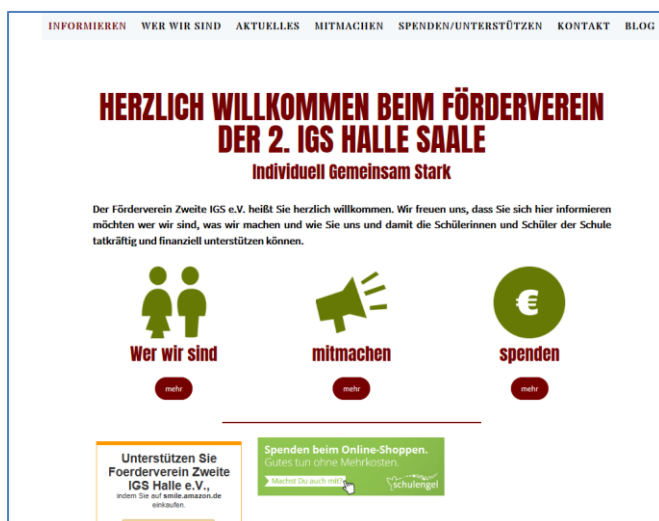 INFORMIEREN WER WIR SIND AKTUELLES MITMACHEN SPENDEN/UNTERSTÜTZEN KONTAKT BLOG
HERZLICH WILLKOMMEN BEIM FÖRDERVEREIN
DER 2. IGS HALLE SAALE
Individuell Gemeinsam Stark
Der Förderverein Zweite IGS e.V. heißt Sie herzlich willkommen. Wir freuen uns, dass Sie sich hier informieren
möchten wer wir sind, was wir machen und wie Sie uns und damit die Schülerinnen und Schüler der Schule
tatkräftig und finanziell unterstützen können.
€
Wer wir sind mitmachen spenden
mehr mehr mehr
Unterstützen Sie
Foerderverein Zweite
IGS Halle e.V.,
indem Sie auf smile.amazon.de
einkaufen.
Spenden beim Online-Shoppen.
Gutes tun ohne Mehrkosten.
Machst Du auch mit?
schulengel